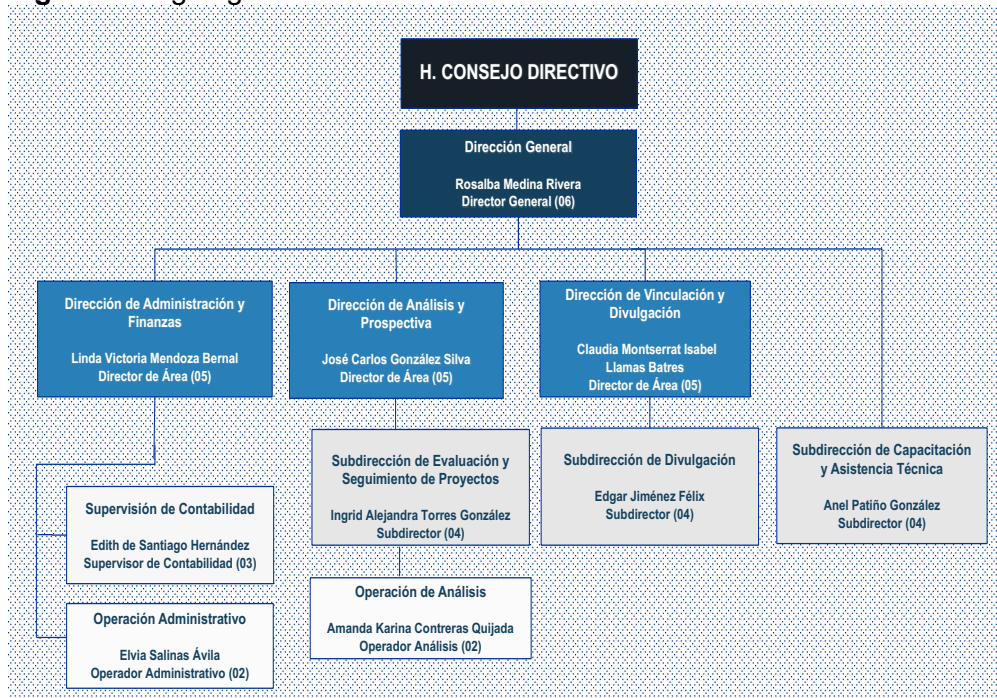 H. CONSEJO DIRECTIVO
Dirección General
Rosalba Medina Rivera
Director General (06)
Dirección de Administración y
Finanzas
Linda Victoria Mendoza Bernal
Director de Área (05)
Dirección de Análisis y
Prospectiva
José Carlos González Silva
Director de Área (05)
Dirección de Vinculación y
Divulgación
Claudia Montserrat Isabel
Llamas Batres
Director de Área (05)
Subdirección de Evaluación y
Seguimiento de Proyectos
Ingrid Alejandra Torres González
Subdirector (04)
Subdirección de Divulgación
Edgar Jiménez Félix
Subdirector (04)
Subdirección de Capacitación
y Asistencia Técnica
Anel Patiño González
Subdirector (04)
Supervisión de Contabilidad
Edith de Santiago Hernández
Supervisor de Contabilidad (03)
Operación de Análisis
Amanda Karina Contreras Quijada
Operador Análisis (02)
Operación Administrativo
Elvia Salinas Ávila
Operador Administrativo (02)